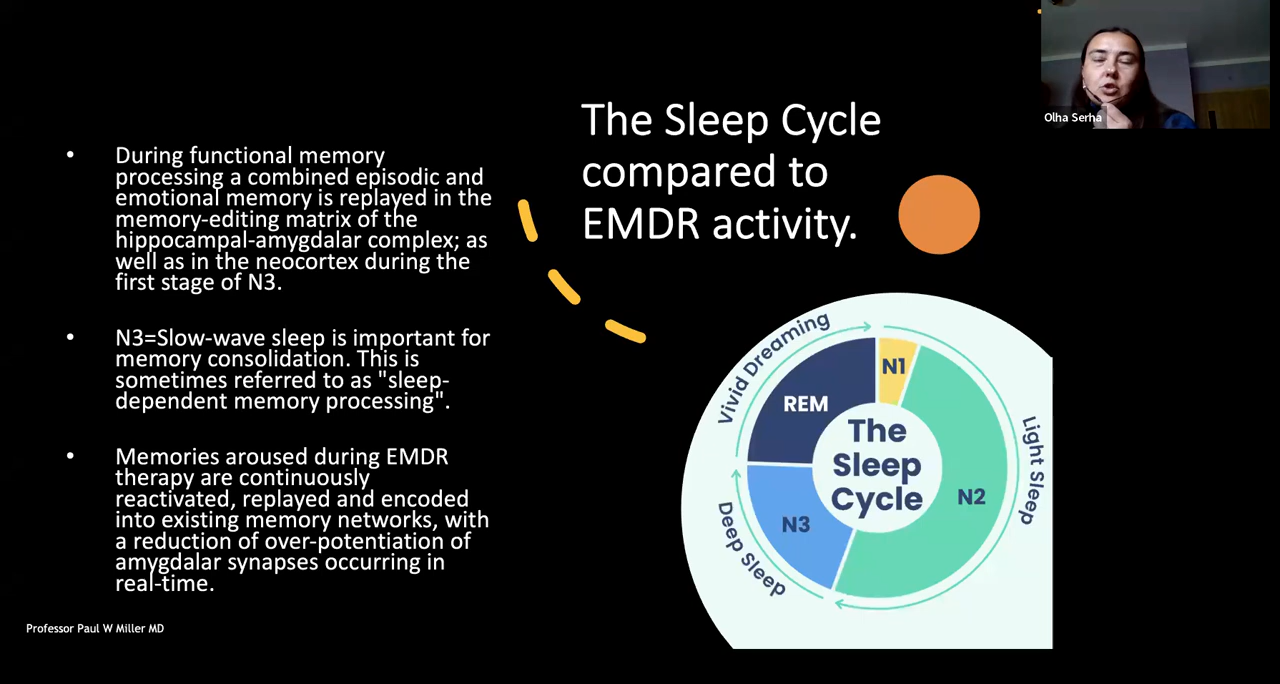 The Sleep Cycle
compared to
EMDR activity.
• During functional memory
processing a combined episodic and
emotional memory is replayed in the
memory-editing matrix of the
hippocampal-amygdalar complex; as
well as in the neocortex during the
first stage of N3.
• N3=Slow-wave sleep is important for
memory consolidation. This is
sometimes referred to as "sleep-
dependent memory processing".
• Memories aroused during EMDR
therapy are continuously
reactivated, replayed and encoded
into existing memory networks, with
a reduction of over-potentiation of
amygdalar synapses occurring in
real-time.
Professor Paul W Miller MD
Vivid Dreaming
REM
N1
The
Sleep
Cycle
N2
Light Sleep
N3
Deep Sleep
Olha Serha